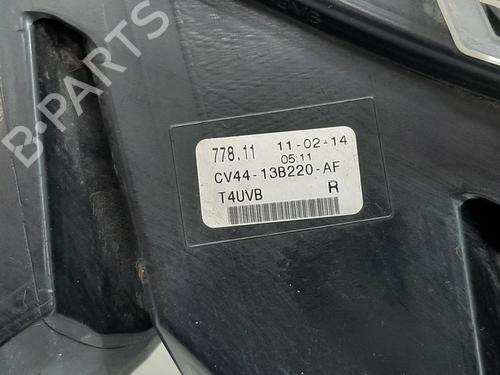 B-PARTS
778.11 11-02-14
05:11
CV44-13B220-AF
T4UVB R